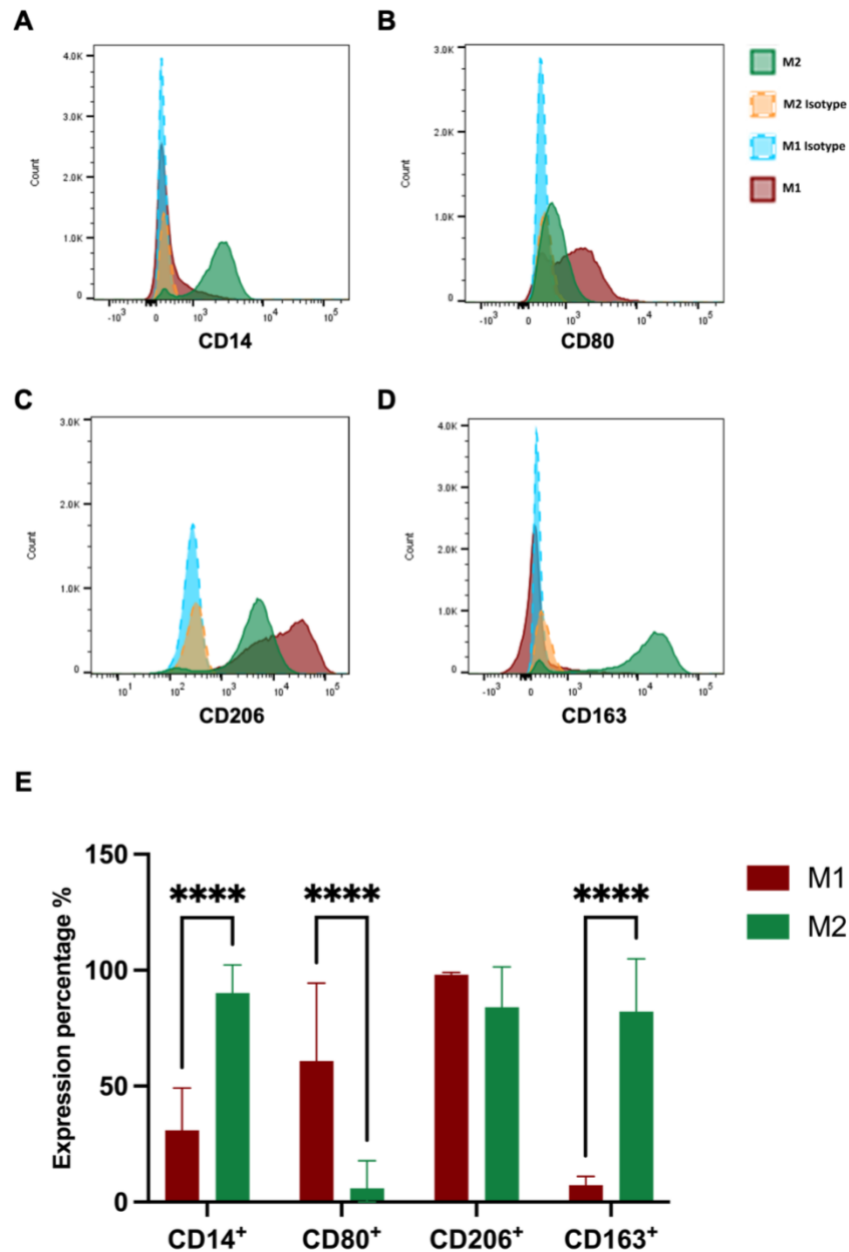 A
4.0K
3.0K
2.0K
1.0K
0
Count
-10³ 0 10³ 10⁴ 10⁵
CD14
B
3.0K
2.0K
1.0K
0
Count
-10³ 0 10³ 10⁴ 10⁵
CD80
M2
M2 Isotype
M1 Isotype
M1
C
3.0K
2.0K
1.0K
0
Count
10¹ 10² 10³ 10⁴ 10⁵
CD206
D
4.0K
3.0K
2.0K
1.0K
0
Count
-10³ 0 10³ 10⁴ 10⁵
CD163
E
150
100
50
0
Expression percentage %
**** **** ****
CD14⁺ CD80⁺ CD206⁺ CD163⁺
M1
M2